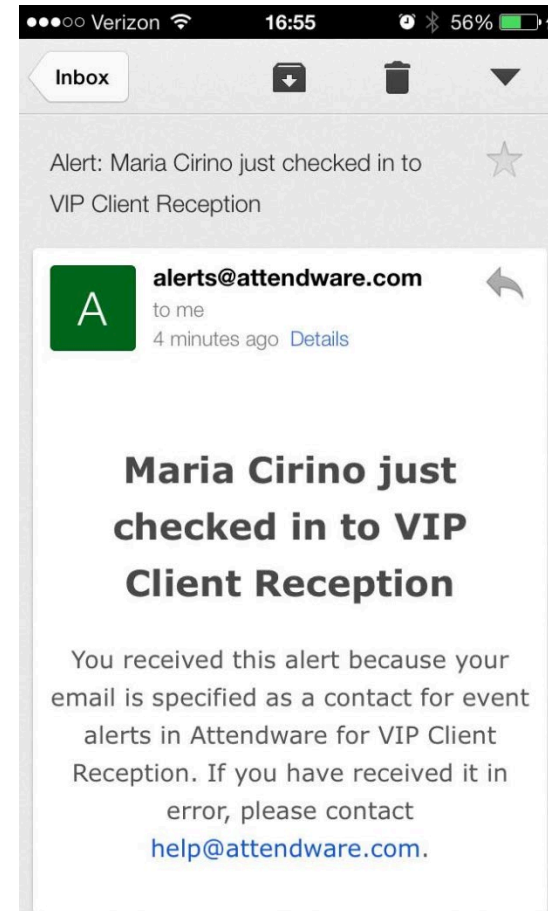 Verizon 16:55 56%
Inbox
Alert: Maria Cirino just checked in to
VIP Client Reception
A
alerts@attendware.com
to me
4 minutes ago Details
Maria Cirino just
checked in to VIP
Client Reception
You received this alert because your
email is specified as a contact for event
alerts in Attendware for VIP Client
Reception. If you have received it in
error, please contact
help@attendware.com.